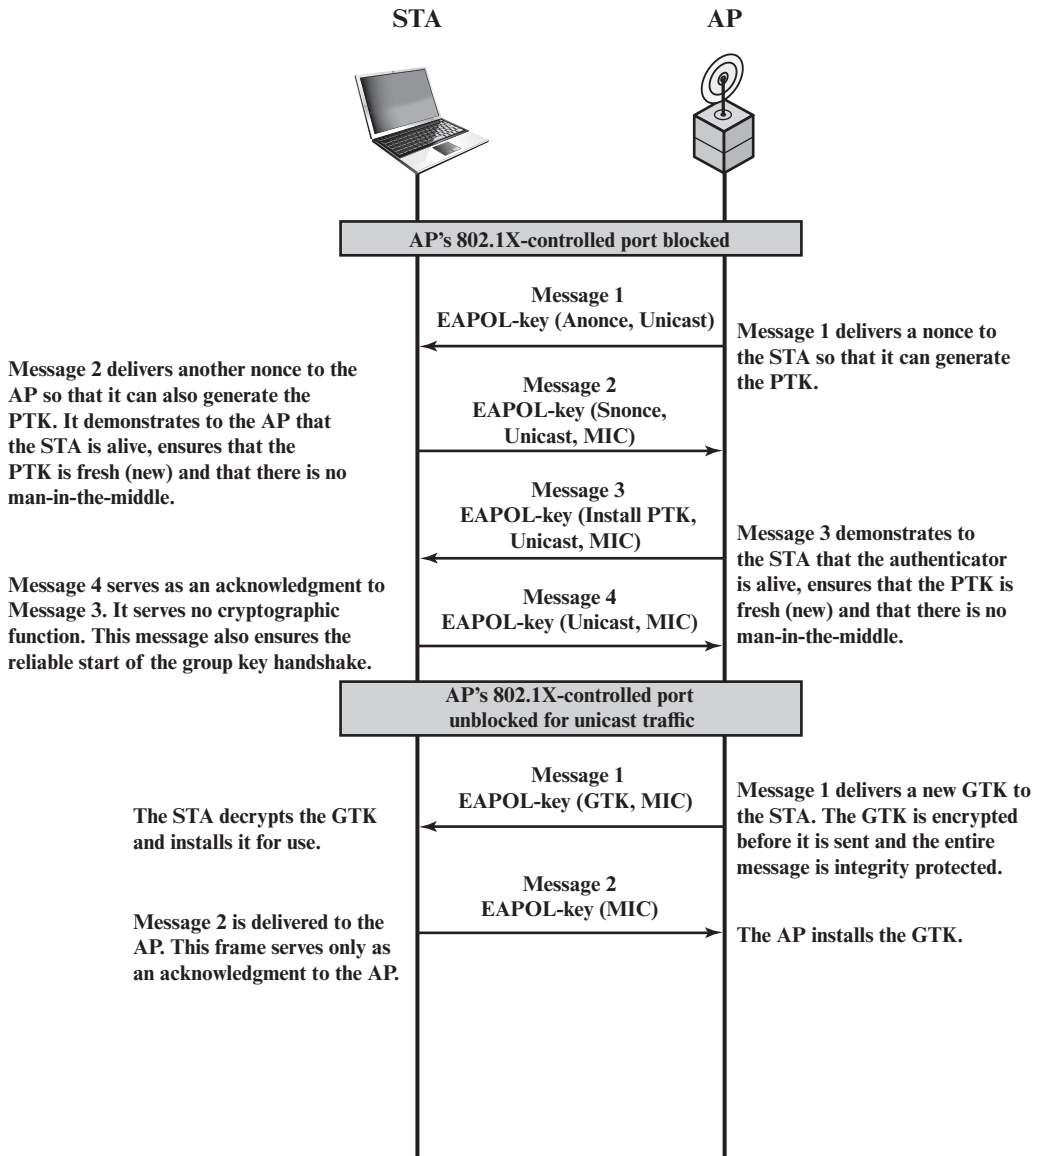 STA
AP
AP's 802.1X-controlled port blocked
Message 1
EAPOL-key (Anonce, Unicast)
Message 1 delivers a nonce to
the STA so that it can generate
the PTK.
Message 2 delivers another nonce to the
AP so that it can also generate the
PTK. It demonstrates to the AP that
the STA is alive, ensures that the
PTK is fresh (new) and that there is no
man-in-the-middle.
Message 2
EAPOL-key (Snonce,
Unicast, MIC)
Message 3
EAPOL-key (Install PTK,
Unicast, MIC)
Message 3 demonstrates to
the STA that the authenticator
is alive, ensures that the PTK is
fresh (new) and that there is no
man-in-the-middle.
Message 4 serves as an acknowledgment to
Message 3. It serves no cryptographic
function. This message also ensures the
reliable start of the group key handshake.
Message 4
EAPOL-key (Unicast, MIC)
AP's 802.1X-controlled port
unblocked for unicast traffic
Message 1
EAPOL-key (GTK, MIC)
Message 1 delivers a new GTK to
the STA. The GTK is encrypted
before it is sent and the entire
message is integrity protected.
The STA decrypts the GTK
and installs it for use.
Message 2
EAPOL-key (MIC)
Message 2 is delivered to the
AP. This frame serves only as
an acknowledgment to the AP.
The AP installs the GTK.